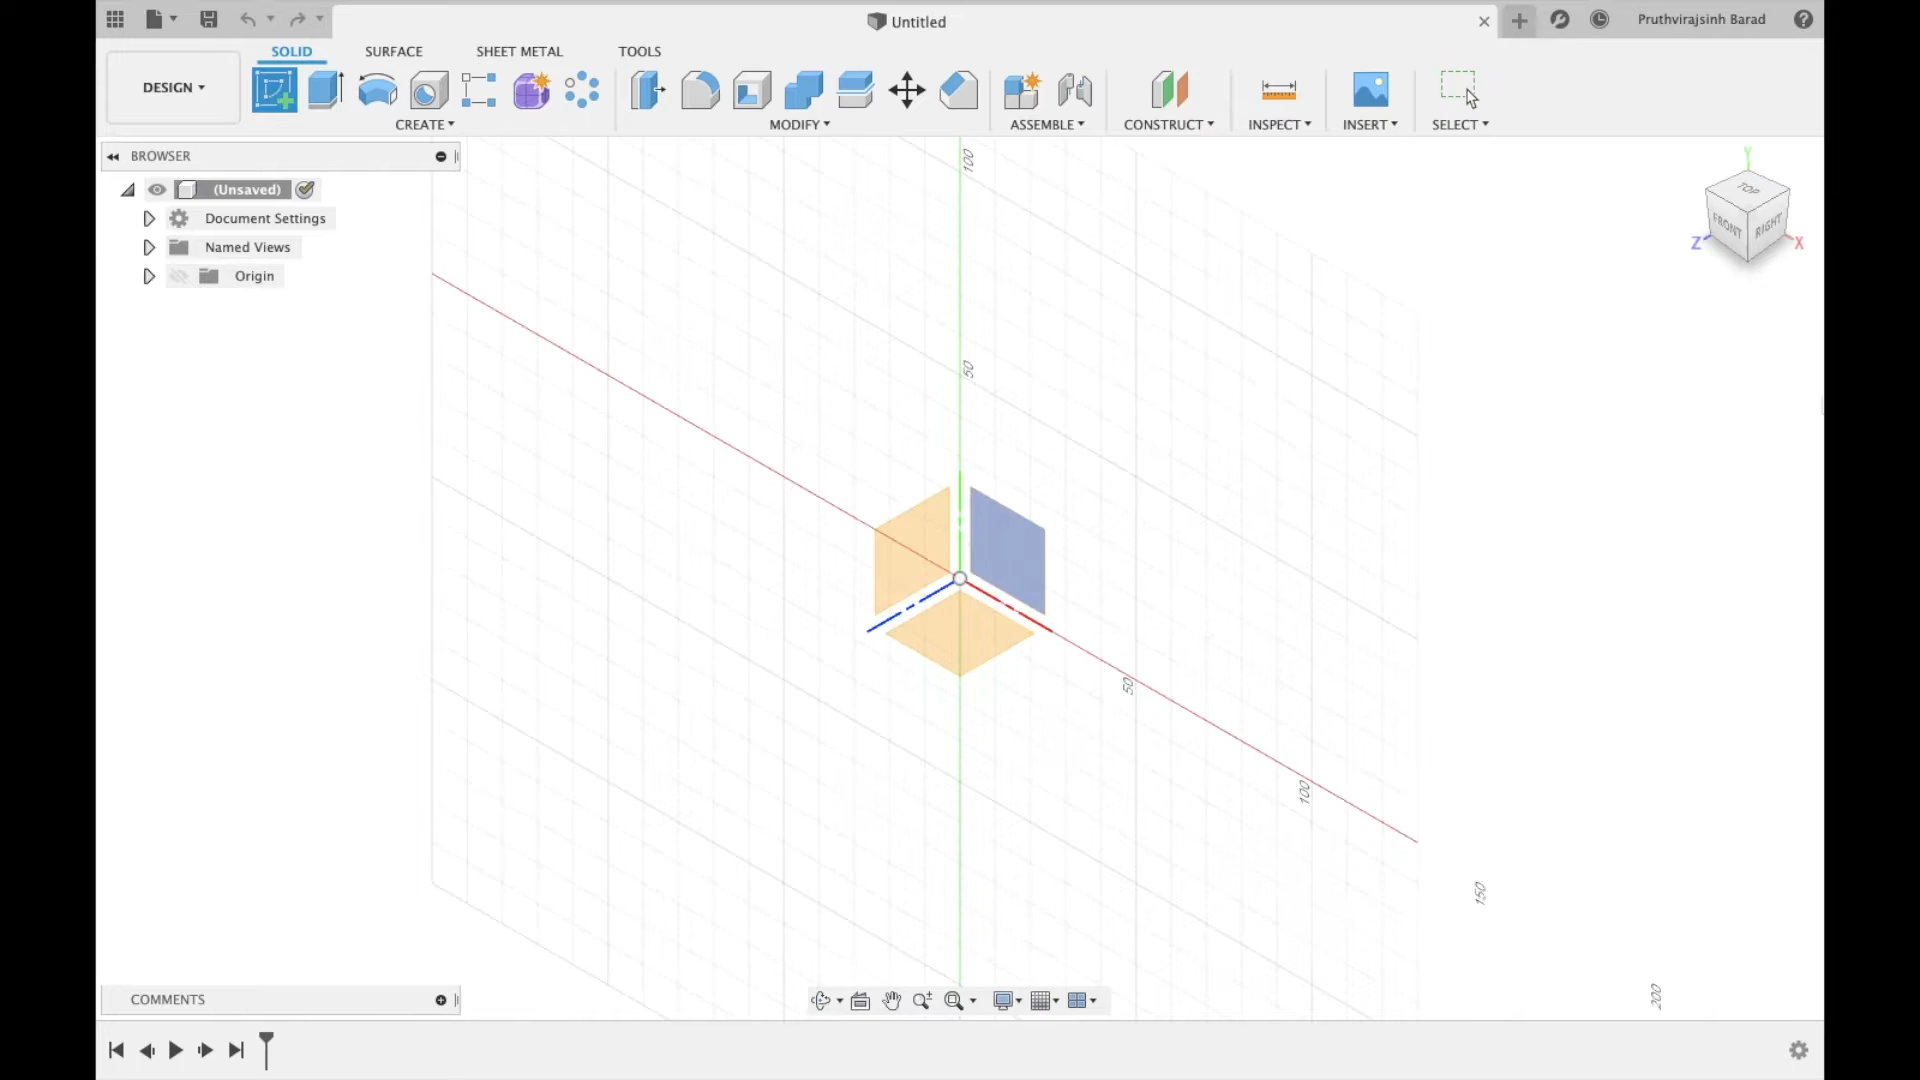 Untitled
Pruthvirajsinh Barad
SOLID SURFACE SHEET METAL TOOLS
DESIGN
CREATE MODIFY ASSEMBLE CONSTRUCT INSPECT INSERT SELECT
BROWSER
(Unsaved)
Document Settings
Named Views
Origin
100
50
50
100
150
200
Y
TOP
FRONT RIGHT
Z X
COMMENTS